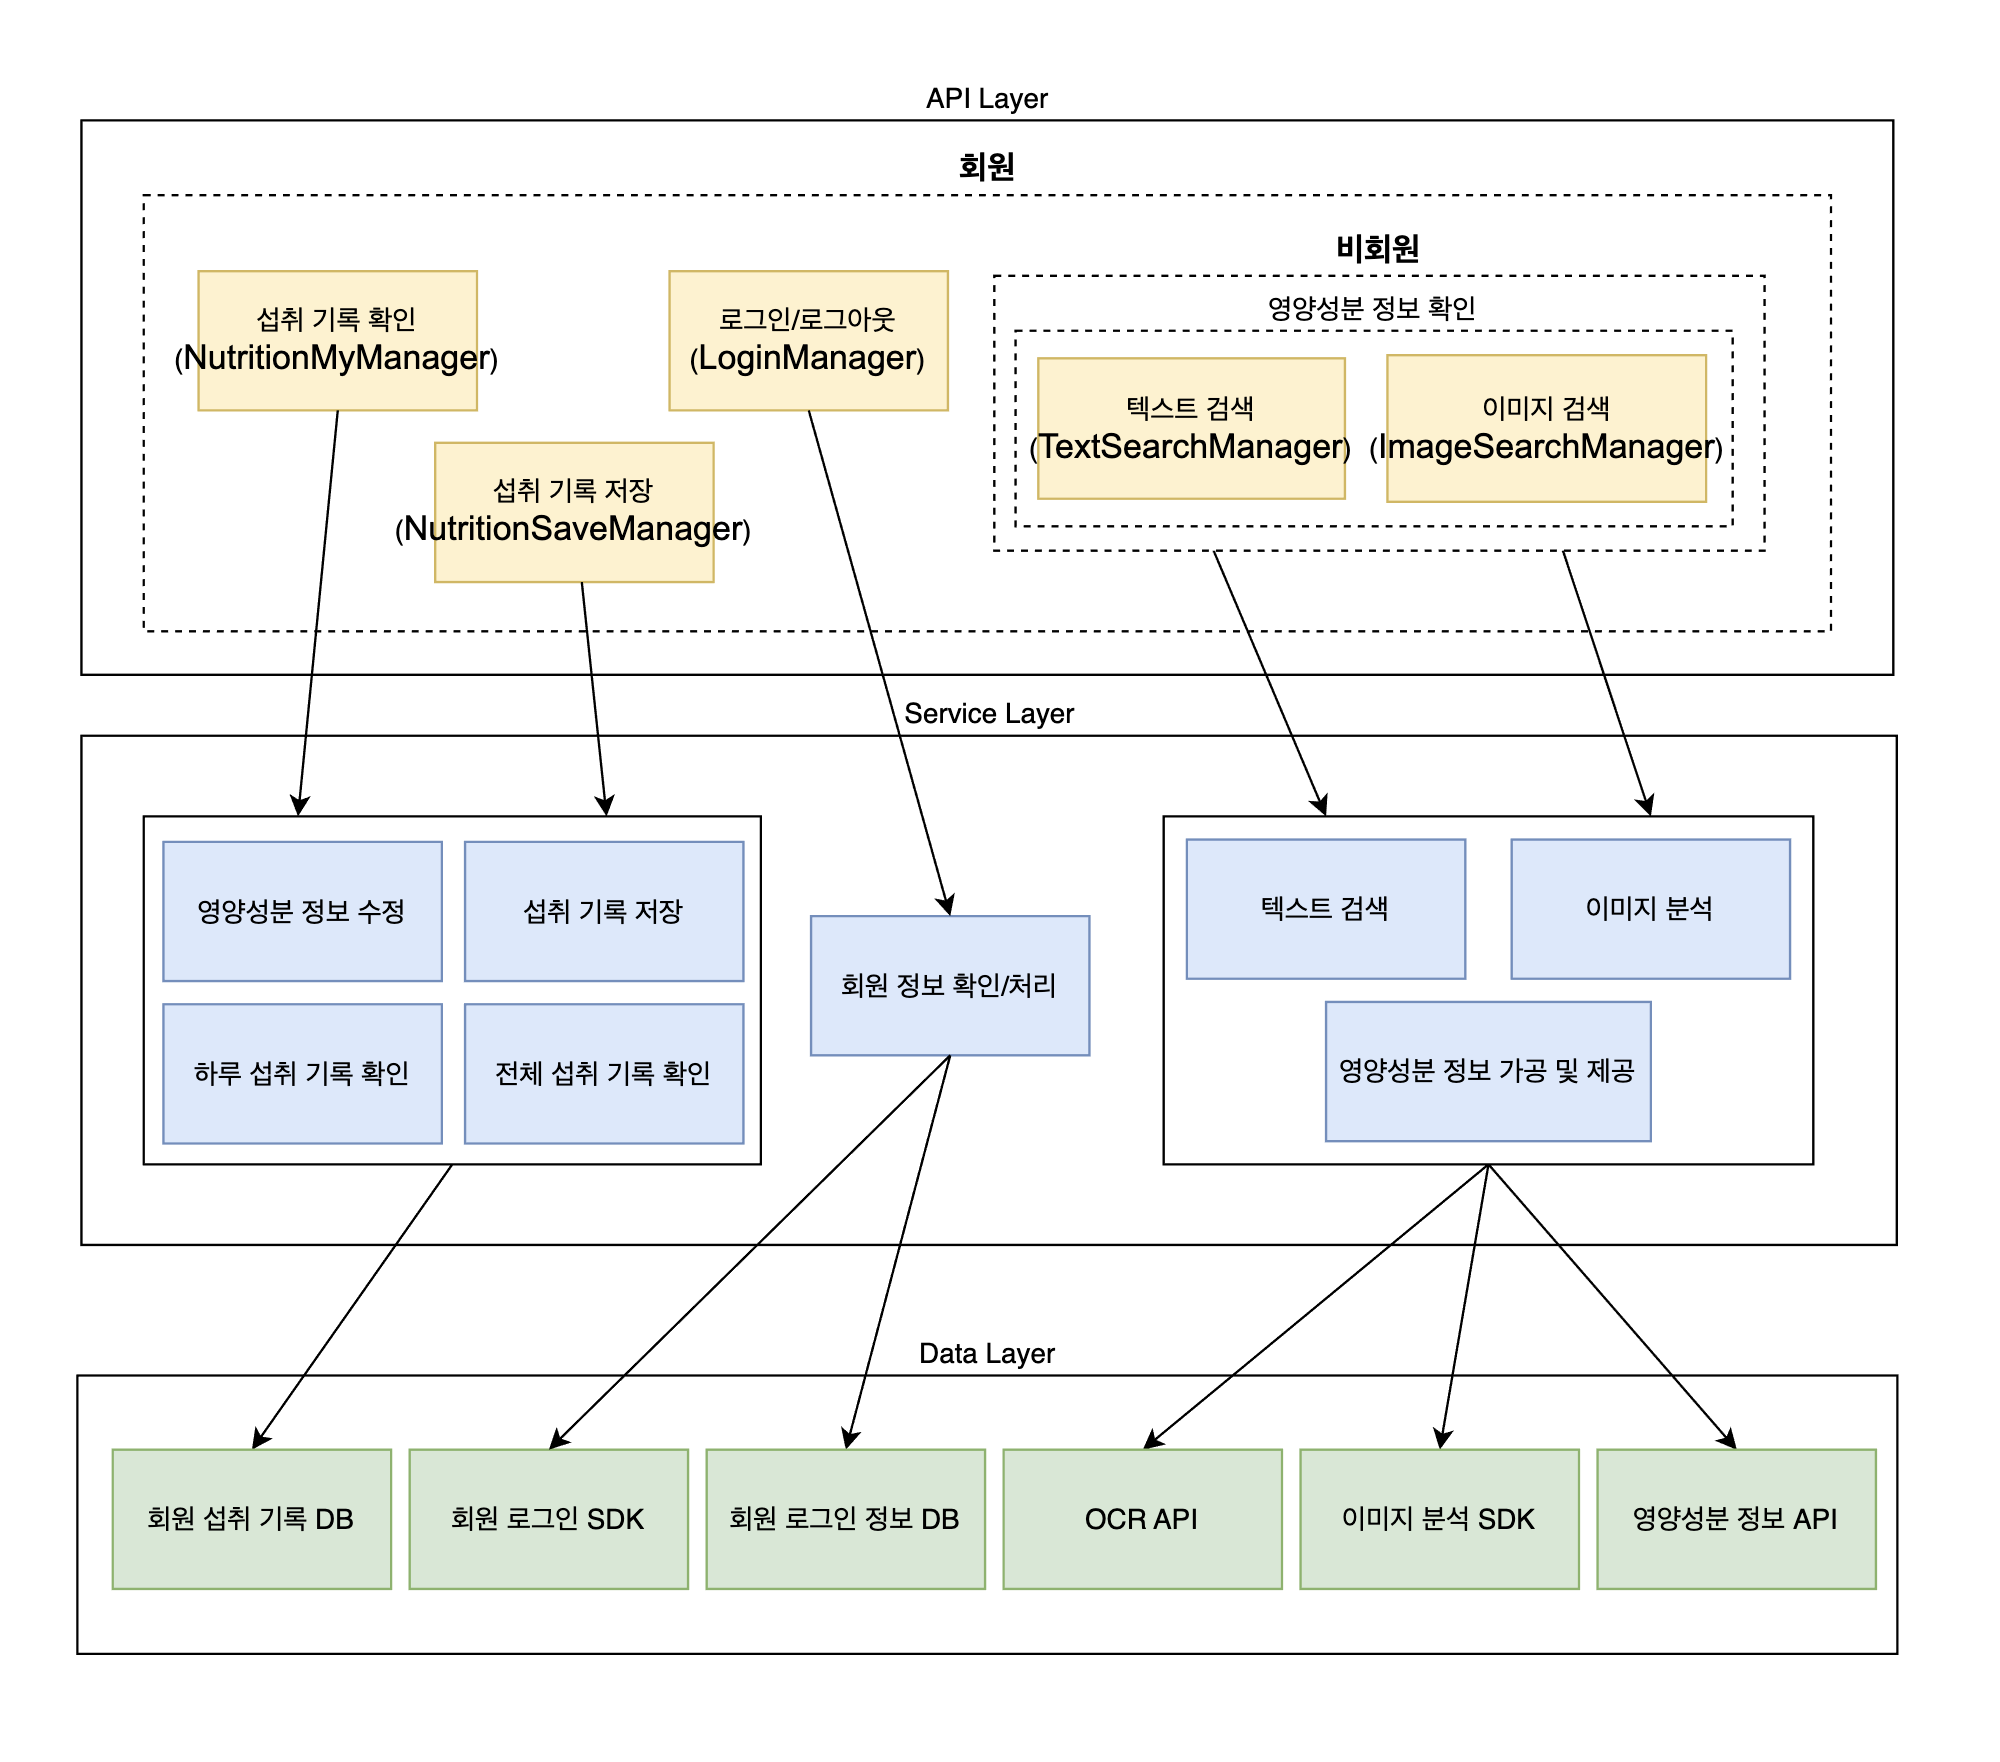 API Layer
회원
비회원
영양성분 정보 확인
섭취 기록 확인
(NutritionMyManager)
로그인/로그아웃
(LoginManager)
텍스트 검색
(TextSearchManager)
이미지 검색
(ImageSearchManager)
섭취 기록 저장
(NutritionSaveManager)
Service Layer
영양성분 정보 수정
섭취 기록 저장
하루 섭취 기록 확인
전체 섭취 기록 확인
회원 정보 확인/처리
텍스트 검색
이미지 분석
영양성분 정보 가공 및 제공
Data Layer
회원 섭취 기록 DB
회원 로그인 SDK
회원 로그인 정보 DB
OCR API
이미지 분석 SDK
영양성분 정보 API